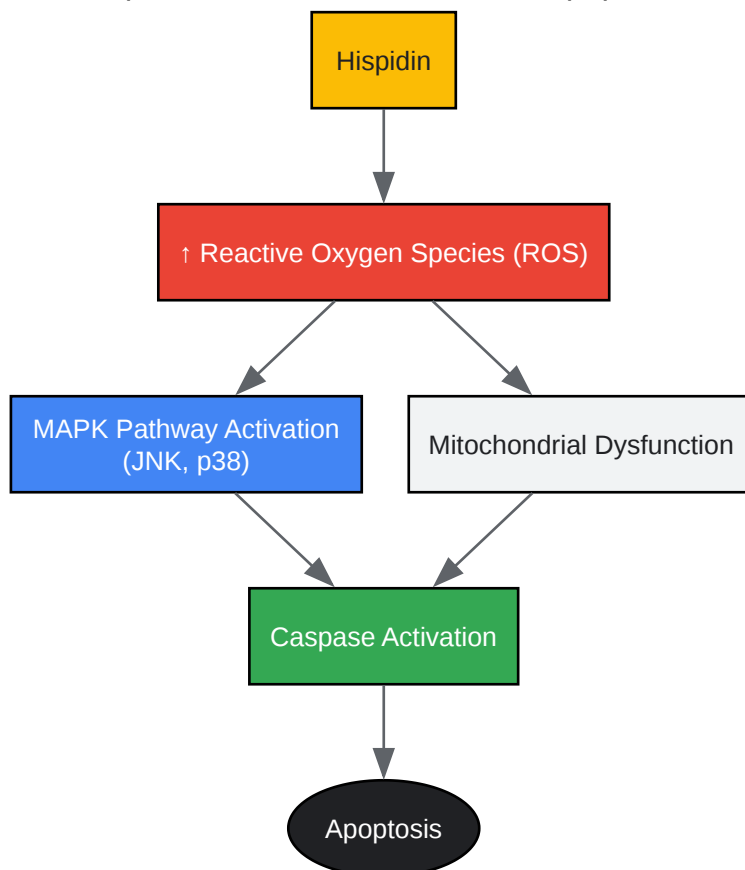 Hispidin
↑ Reactive Oxygen Species (ROS)
MAPK Pathway Activation
(JNK, p38)
Mitochondrial Dysfunction
Caspase Activation
Apoptosis